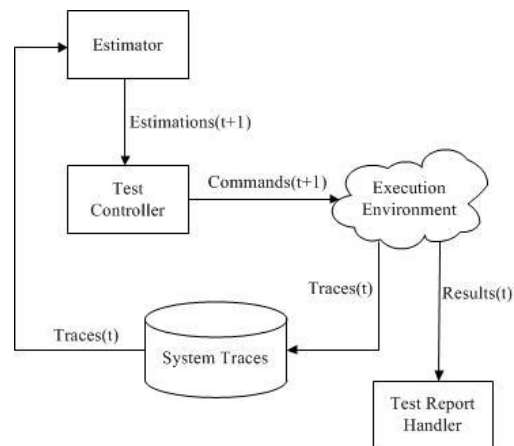 Estimator
Estimations(t+1)
Test
Controller
Commands(t+1)
Execution
Environment
Traces(t)
Results(t)
Traces(t)
System Traces
Test Report
Handler